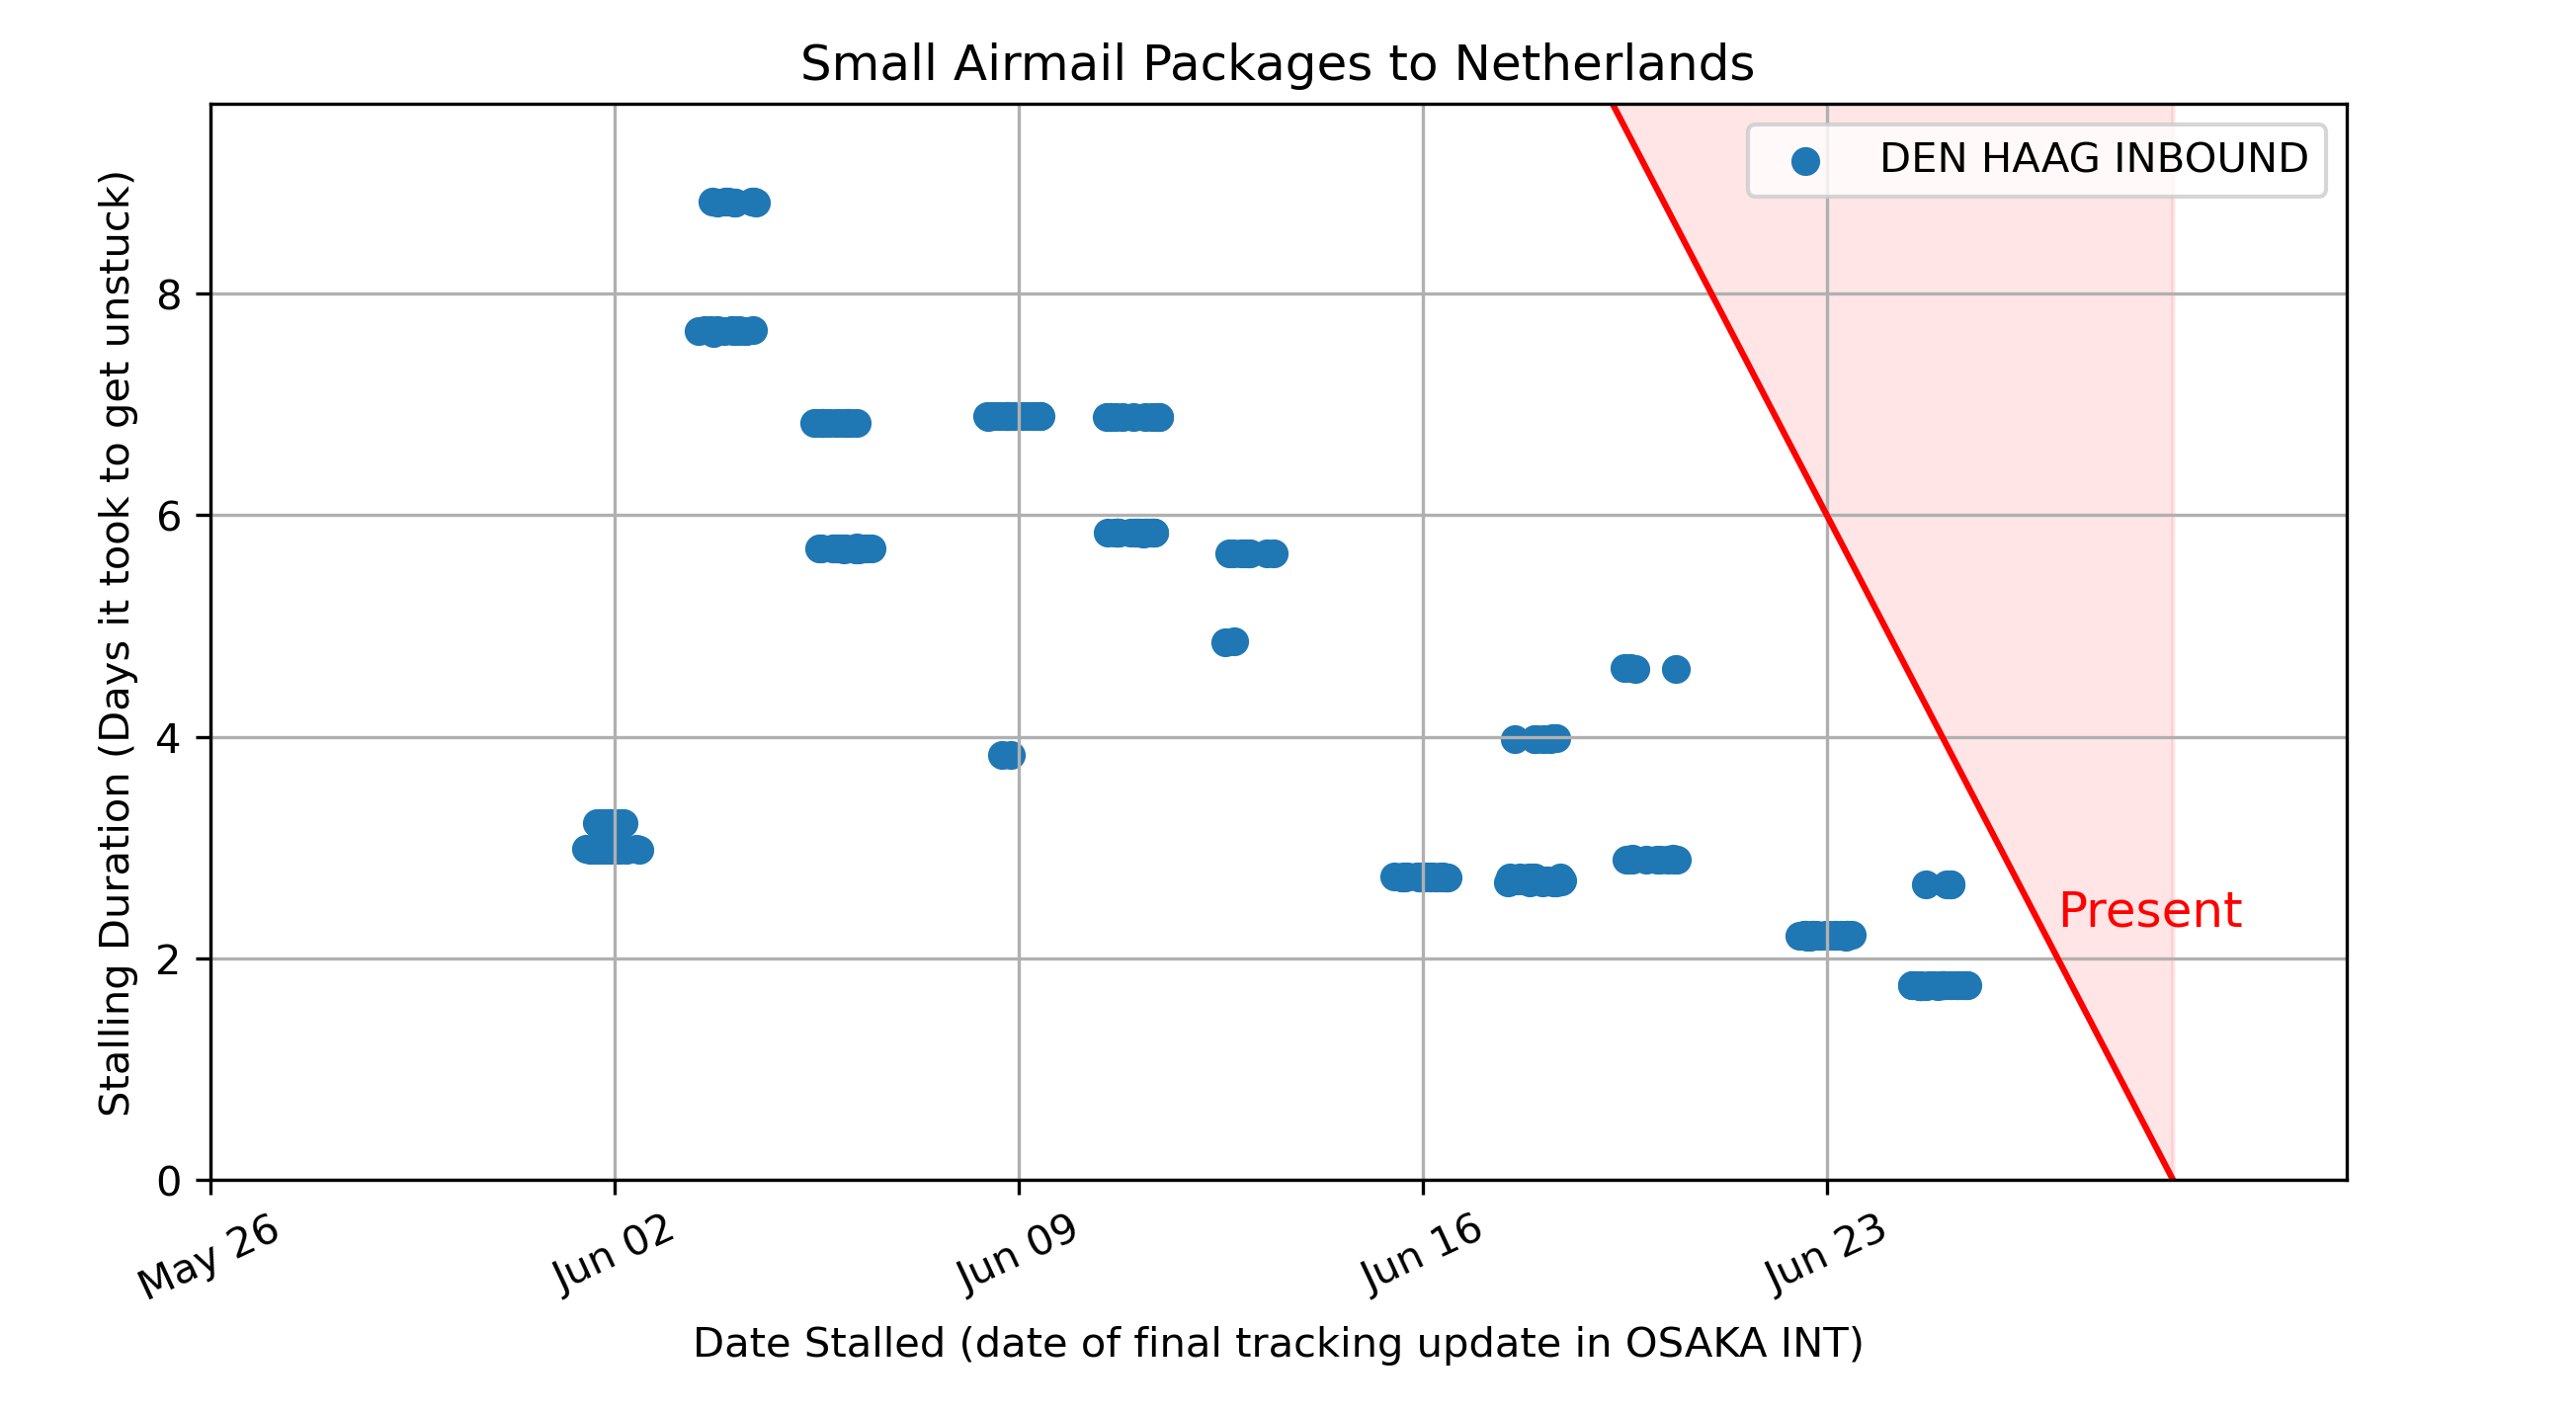 Small Airmail Packages to Netherlands
DEN HAAG INBOUND
Stalling Duration (Days it took to get unstuck)
8
6
4
2
0
Present
May 26
Jun 02
Jun 09
Jun 16
Jun 23
Date Stalled (date of final tracking update in OSAKA INT)